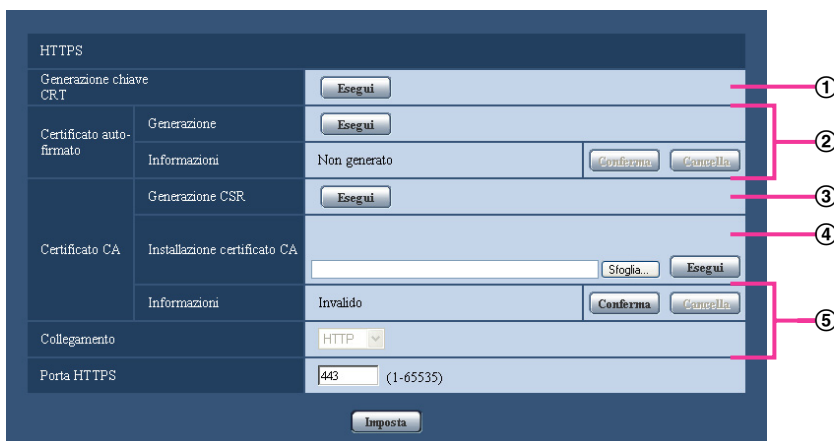 HTTPS
Generazione chiave
CRT
Esegui
①
Certificato auto-
firmato
Generazione
Esegui
②
Informazioni
Non generato
Conferma
Cancella
Certificato CA
Generazione CSR
Esegui
③
Installazione certificato CA
④
Sfoglia...
Esegui
Informazioni
Invalido
Conferma
Cancella
⑤
Collegamento
HTTP
Porta HTTPS
443
(1-65535)
Imposta